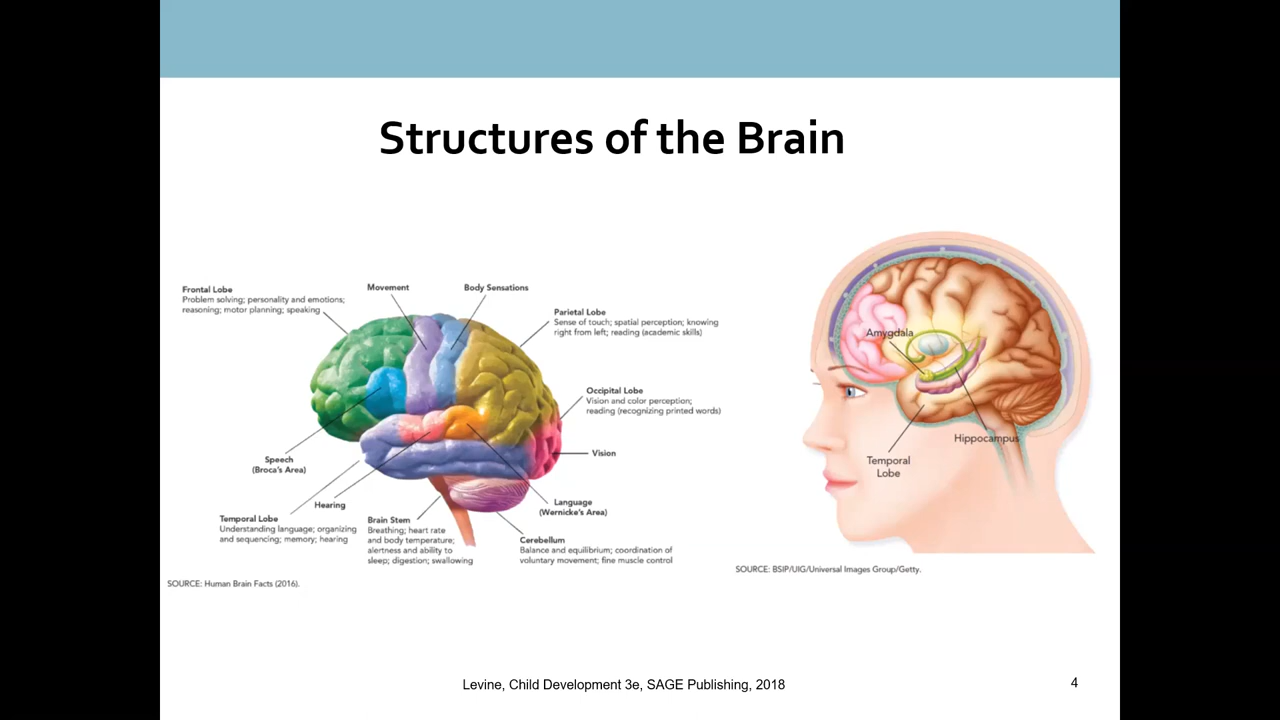 Structures of the Brain
Frontal Lobe
Problem solving; personality and emotions;
reasoning; motor planning; speaking
Movement
Body Sensations
Parietal Lobe
Sense of touch; spatial perception; knowing
right from left; reading (academic skills)
Occipital Lobe
Vision and color perception;
reading (recognizing printed words)
Vision
Speech
(Broca's Area)
Hearing
Language
(Wernicke's Area)
Temporal Lobe
Understanding language; organizing
and sequencing; memory; hearing
Brain Stem
Breathing; heart rate
and body temperature;
alertness and ability to
sleep; digestion; swallowing
Cerebellum
Balance and equilibrium; coordination of
voluntary movement; fine muscle control
SOURCE: Human Brain Facts (2016).
Amygdala
Hippocampus
Temporal
Lobe
SOURCE: BSIP/UIG/Universal Images Group/Getty.
Levine, Child Development 3e, SAGE Publishing, 2018
4